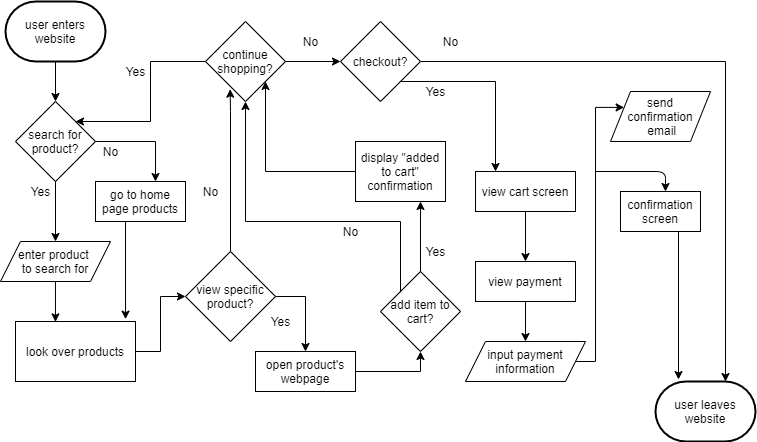 user enters
website
continue
shopping?
No
checkout?
No
Yes
Yes
send
confirmation
email
search for
product?
No
display "added
to cart"
confirmation
Yes
No
go to home
page products
view cart screen
confirmation
screen
No
Yes
enter product
to search for
view payment
view specific
product?
add item to
cart?
Yes
look over products
open product's
webpage
input payment
information
user leaves
website